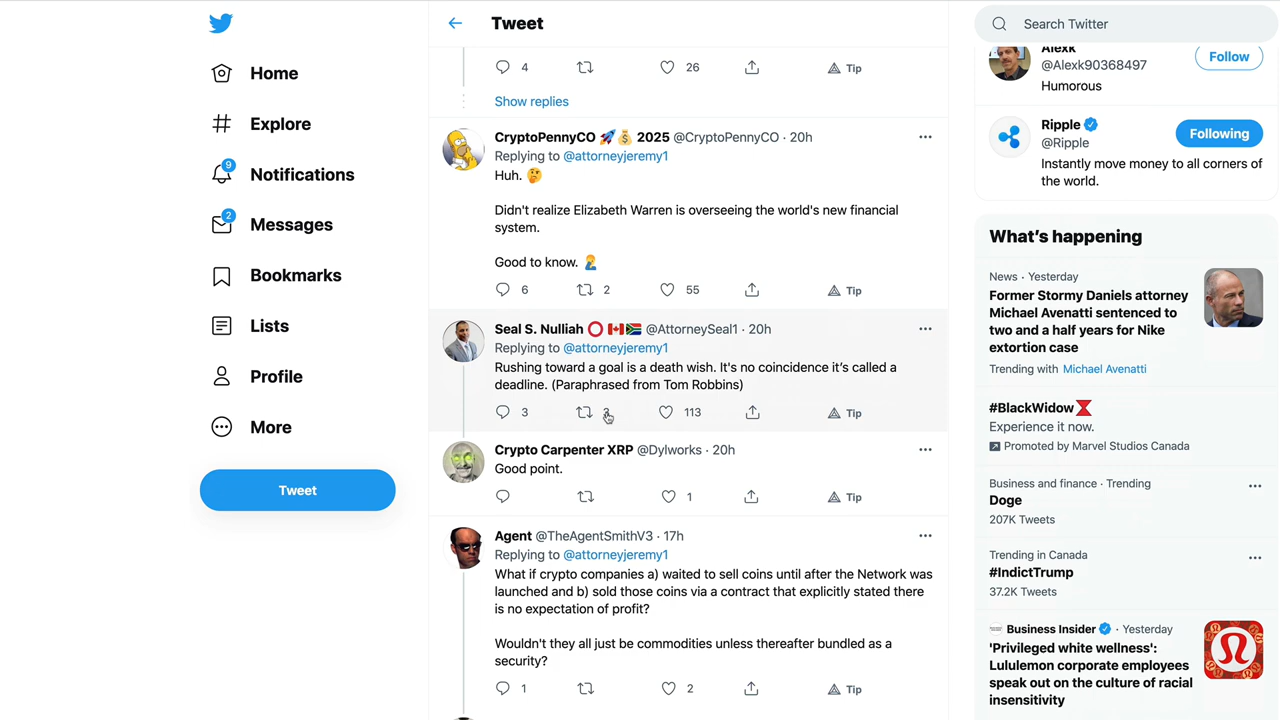 Home
Explore
9
Notifications
2
Messages
Bookmarks
Lists
Profile
More
Tweet
Tweet
4
26
Tip
Show replies
CryptoPennyCO 🚀💰 2025 @CryptoPennyCO · 20h
Replying to @attorneyjeremy1
Huh. 🤔
Didn't realize Elizabeth Warren is overseeing the world's new financial
system.
Good to know. 🤦‍♂️
6
2
55
Tip
Seal S. Nulliah ⭕ 🇨🇦🇿🇦 @AttorneySeal1 · 20h
Replying to @attorneyjeremy1
Rushing toward a goal is a death wish. It's no coincidence it's called a
deadline. (Paraphrased from Tom Robbins)
3
3
113
Tip
Crypto Carpenter XRP @Dylworks · 20h
Good point.
1
Tip
Agent @TheAgentSmithV3 · 17h
Replying to @attorneyjeremy1
What if crypto companies a) waited to sell coins until after the Network was
launched and b) sold those coins via a contract that explicitly stated there
is no expectation of profit?
Wouldn't they all just be commodities unless thereafter bundled as a
security?
1
2
Tip
Search Twitter
AlexK
@Alexk90368497
Follow
Humorous
Ripple
@Ripple
Following
Instantly move money to all corners of
the world.
What's happening
News · Yesterday
Former Stormy Daniels attorney
Michael Avenatti sentenced to
two and a half years for Nike
extortion case
Trending with Michael Avenatti
#BlackWidow
Experience it now.
Promoted by Marvel Studios Canada
Business and finance · Trending
Doge
207K Tweets
Trending in Canada
#IndictTrump
37.2K Tweets
Business Insider · Yesterday
'Privileged white wellness':
Lululemon corporate employees
speak out on the culture of racial
insensitivity